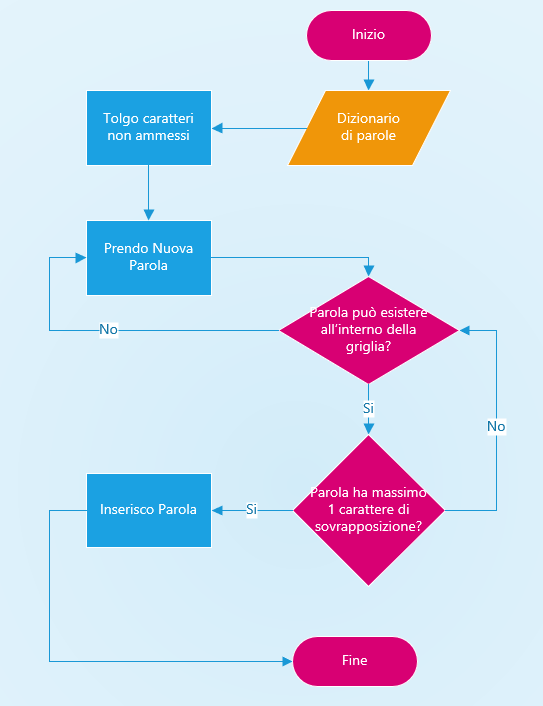 Inizio
Dizionario
di parole
Tolgo caratteri
non ammessi
Prendo Nuova
Parola
Parola può esistere
all'interno della
griglia?
No
Si
No
Parola ha massimo
1 carattere di
sovrapposizione?
Si
Inserisco Parola
Fine